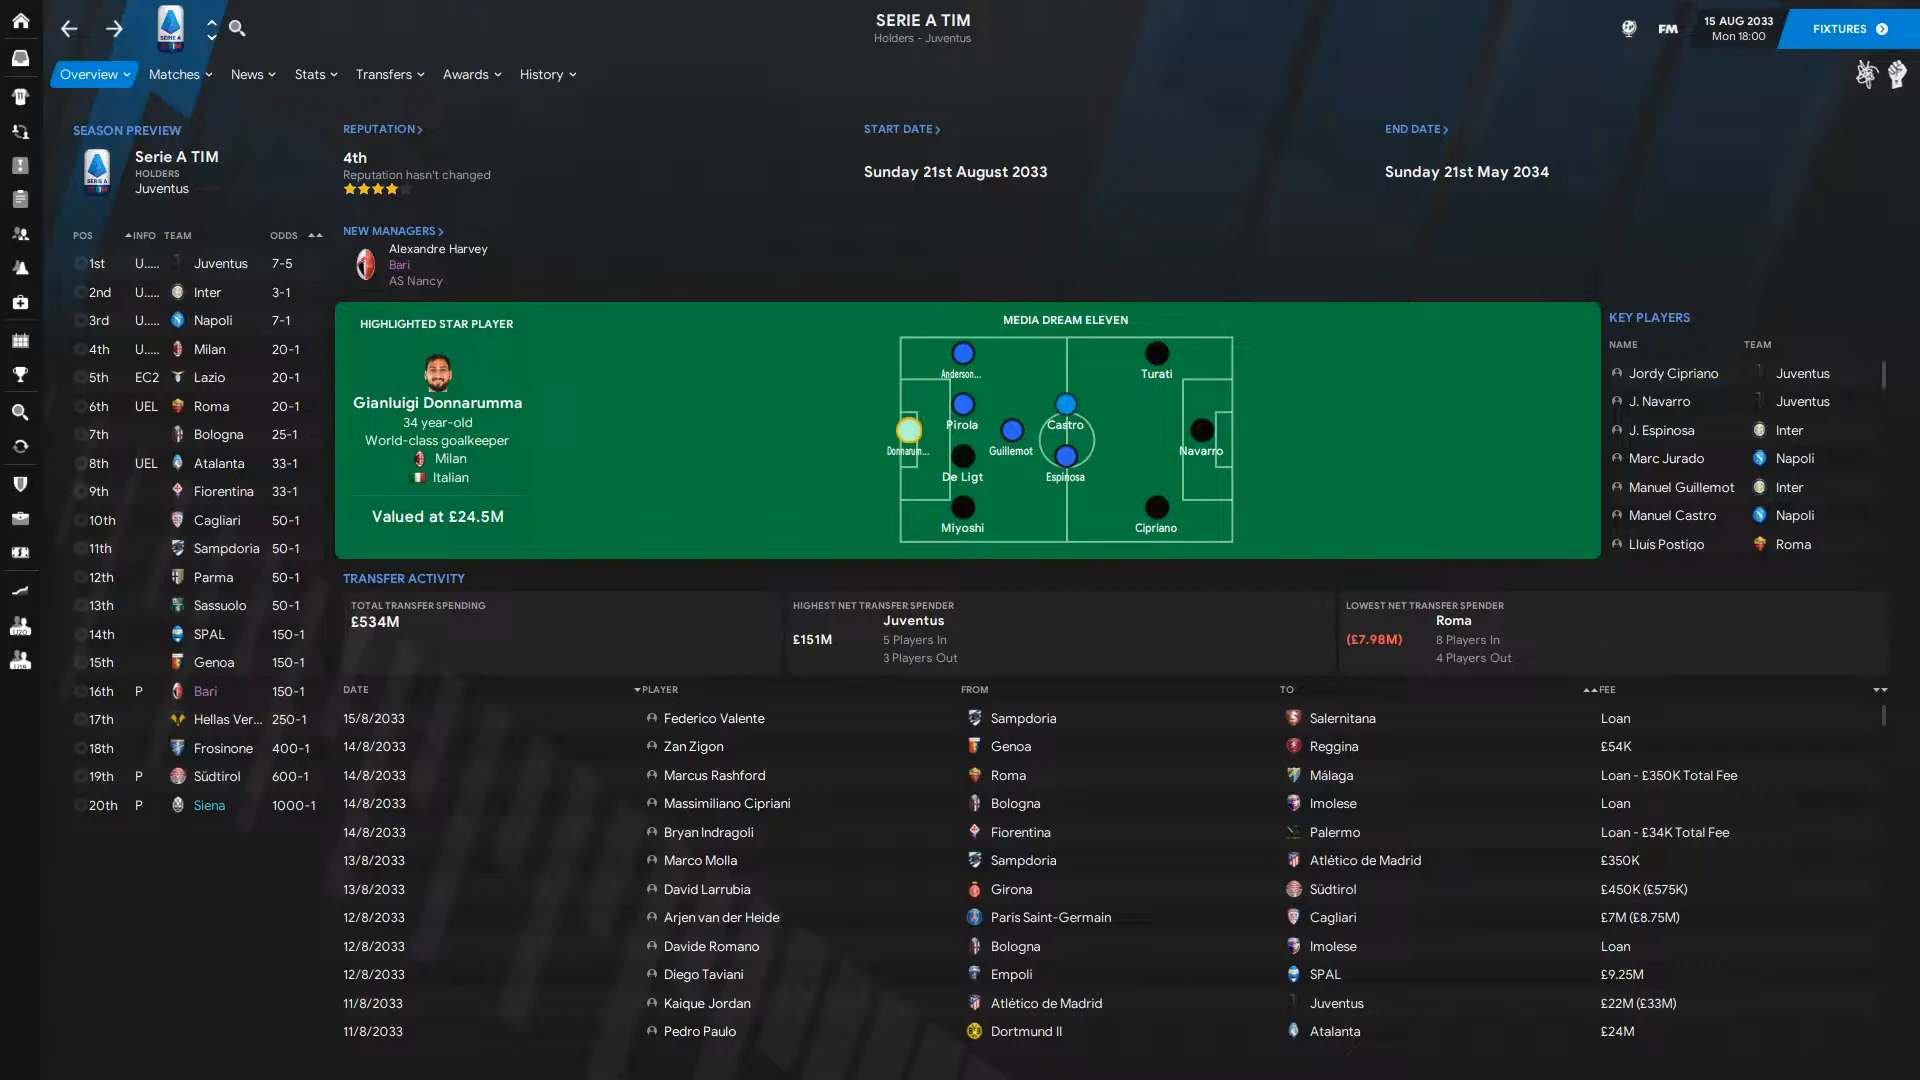 SERIE A TIM
Holders - Juventus
FM
15 AUG 2033
Mon 18:00
FIXTURES
Overview
Matches
News
Stats
Transfers
Awards
History
SEASON PREVIEW
Serie A TIM
HOLDERS
Juventus
REPUTATION
4th
Reputation hasn't changed
START DATE
Sunday 21st August 2033
END DATE
Sunday 21st May 2034
NEW MANAGERS
Alexandre Harvey
Bari
AS Nancy
POS INFO TEAM ODDS
1st U..... Juventus 7-5
2nd U..... Inter 3-1
3rd U..... Napoli 7-1
4th U..... Milan 20-1
5th EC2 Lazio 20-1
6th UEL Roma 20-1
7th Bologna 25-1
8th UEL Atalanta 33-1
9th Fiorentina 33-1
10th Cagliari 50-1
11th Sampdoria 50-1
12th Parma 50-1
13th Sassuolo 50-1
14th SPAL 150-1
15th Genoa 150-1
16th P Bari 150-1
17th Hellas Ver... 250-1
18th Frosinone 400-1
19th P Südtirol 600-1
20th P Siena 1000-1
HIGHLIGHTED STAR PLAYER
Gianluigi Donnarumma
34 year-old
World-class goalkeeper
Milan
Italian
Valued at £24.5M
MEDIA DREAM ELEVEN
Anderson...
Turati
Pirola
Castro
Donnarum...
Guillemot
Navarro
De Ligt
Espinosa
Miyoshi
Cipriano
KEY PLAYERS
NAME TEAM
Jordy Cipriano Juventus
J. Navarro Juventus
J. Espinosa Inter
Marc Jurado Napoli
Manuel Guillemot Inter
Manuel Castro Napoli
Lluís Postigo Roma
TRANSFER ACTIVITY
TOTAL TRANSFER SPENDING
£534M
HIGHEST NET TRANSFER SPENDER
Juventus
£151M
5 Players In
3 Players Out
LOWEST NET TRANSFER SPENDER
Roma
(£7.98M)
8 Players In
4 Players Out
DATE PLAYER FROM TO FEE
15/8/2033 Federico Valente Sampdoria Salernitana Loan
14/8/2033 Zan Zigon Genoa Reggina £54K
14/8/2033 Marcus Rashford Roma Málaga Loan - £350K Total Fee
14/8/2033 Massimiliano Cipriani Bologna Imolese Loan
14/8/2033 Bryan Indragoli Fiorentina Palermo Loan - £34K Total Fee
13/8/2033 Marco Molla Sampdoria Atlético de Madrid £350K
13/8/2033 David Larrubia Girona Südtirol £450K (£575K)
12/8/2033 Arjen van der Heide Paris Saint-Germain Cagliari £7M (£8.75M)
12/8/2033 Davide Romano Bologna Imolese Loan
12/8/2033 Diego Taviani Empoli SPAL £9.25M
11/8/2033 Kaique Jordan Atlético de Madrid Juventus £22M (£33M)
11/8/2033 Pedro Paulo Dortmund II Atalanta £24M